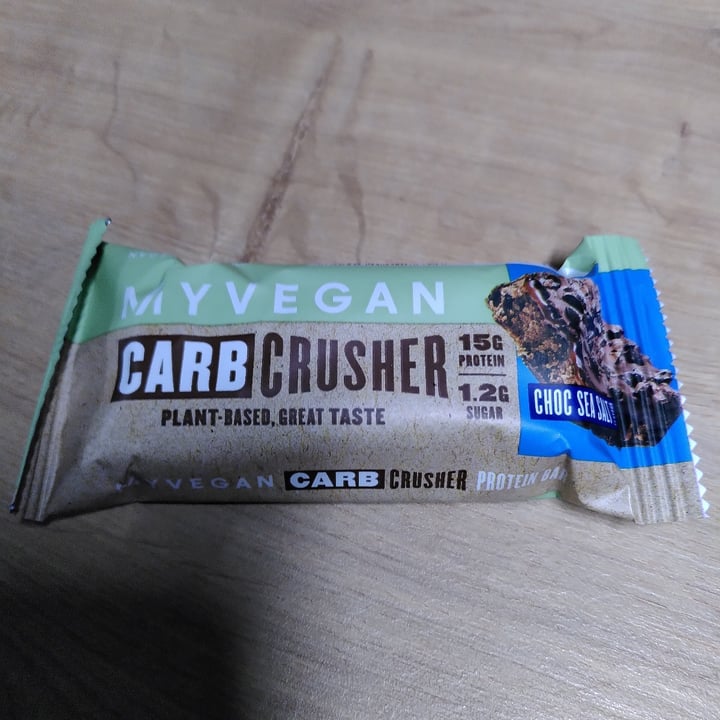 MYVEGAN
CARB CRUSHER
15G
PROTEIN
1.2G
SUGAR
PLANT-BASED, GREAT TASTE
CHOC SEA SALT
MYVEGAN CARB CRUSHER PROTEIN BAR